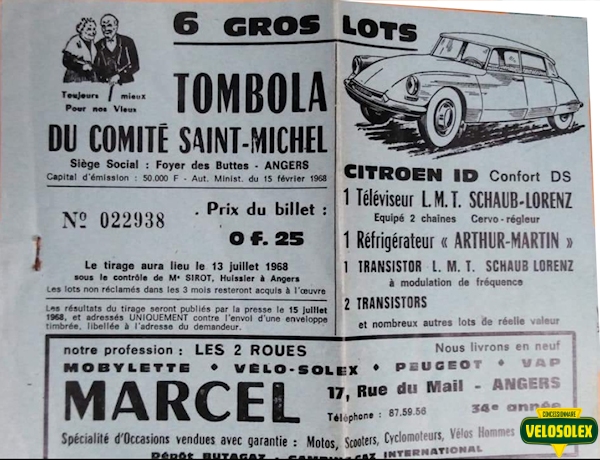 6 GROS LOTS
Toujours mieux
Pour nos Vieux
TOMBOLA
DU COMITÉ SAINT-MICHEL
Siège Social : Foyer des Buttes - ANGERS
Capital d'émission : 50.000 F - Aut. Minist. du 15 février 1968
Nº 022938
Prix du billet :
0 f. 25
Le tirage aura lieu le 13 juillet 1968
sous le contrôle de Mᵉ SIROT, Huissier à Angers
Les lots non réclamés dans les 3 mois resteront acquis à l'œuvre
Les résultats du tirage seront publiés par la presse le 15 juillet
1968, et adressés UNIQUEMENT contre l'envoi d'une enveloppe
timbrée, libellée à l'adresse du demandeur.
CITROEN ID Confort DS
1 Téléviseur L.M.T. SCHAUB-LORENZ
Equipé 2 chaines Cervo-régleur
1 Réfrigérateur « ARTHUR-MARTIN »
1 TRANSISTOR L.M.T. SCHAUB LORENZ
à modulation de fréquence
2 TRANSISTORS
et nombreux autres lots de réelle valeur
notre profession : LES 2 ROUES
Nous livrons en neuf
MOBYLETTE • VÉLO-SOLEX • PEUGEOT • VAP
MARCEL
17, Rue du Mail - ANGERS
Téléphone : 87.59.56
34e année
Spécialité d'Occasions vendues avec garantie : Motos, Scooters, Cyclomoteurs, Vélos Hommes
Dépôt BUTAGAZ - CAMPING GAZ INTERNATIONAL
CONCESSIONNAIRE
VELOSOLEX